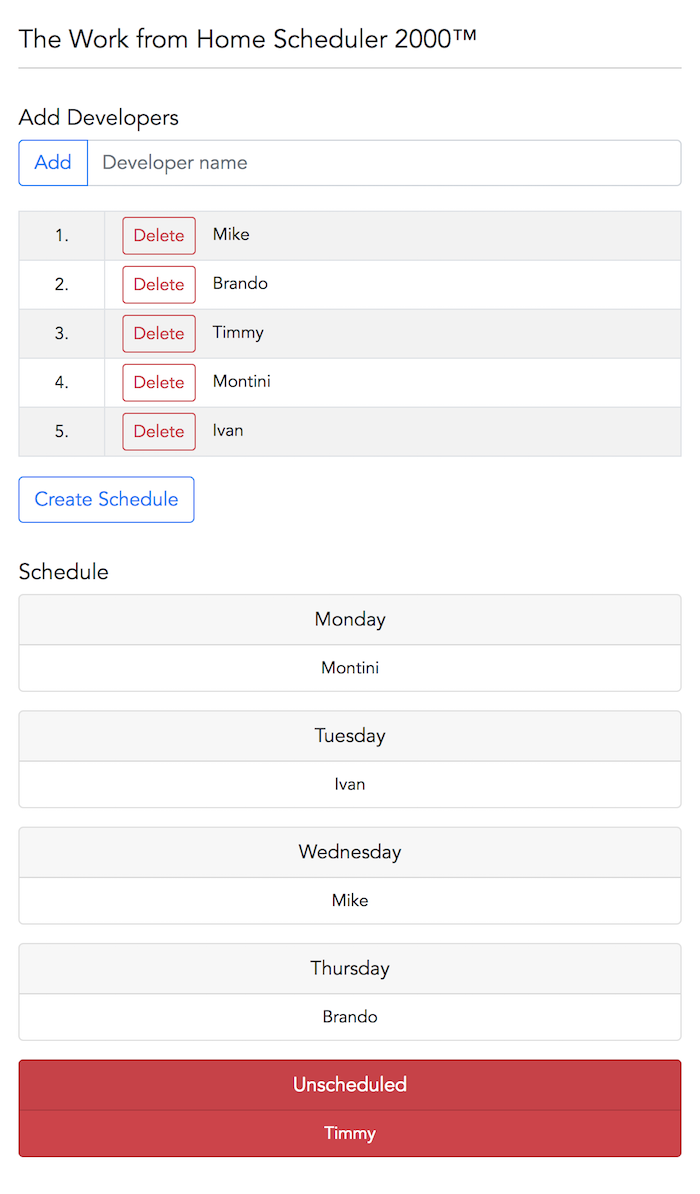 The Work from Home Scheduler 2000™
Add Developers
Add Developer name
1. Delete Mike
2. Delete Brando
3. Delete Timmy
4. Delete Montini
5. Delete Ivan
Create Schedule
Schedule
Monday
Montini
Tuesday
Ivan
Wednesday
Mike
Thursday
Brando
Unscheduled
Timmy